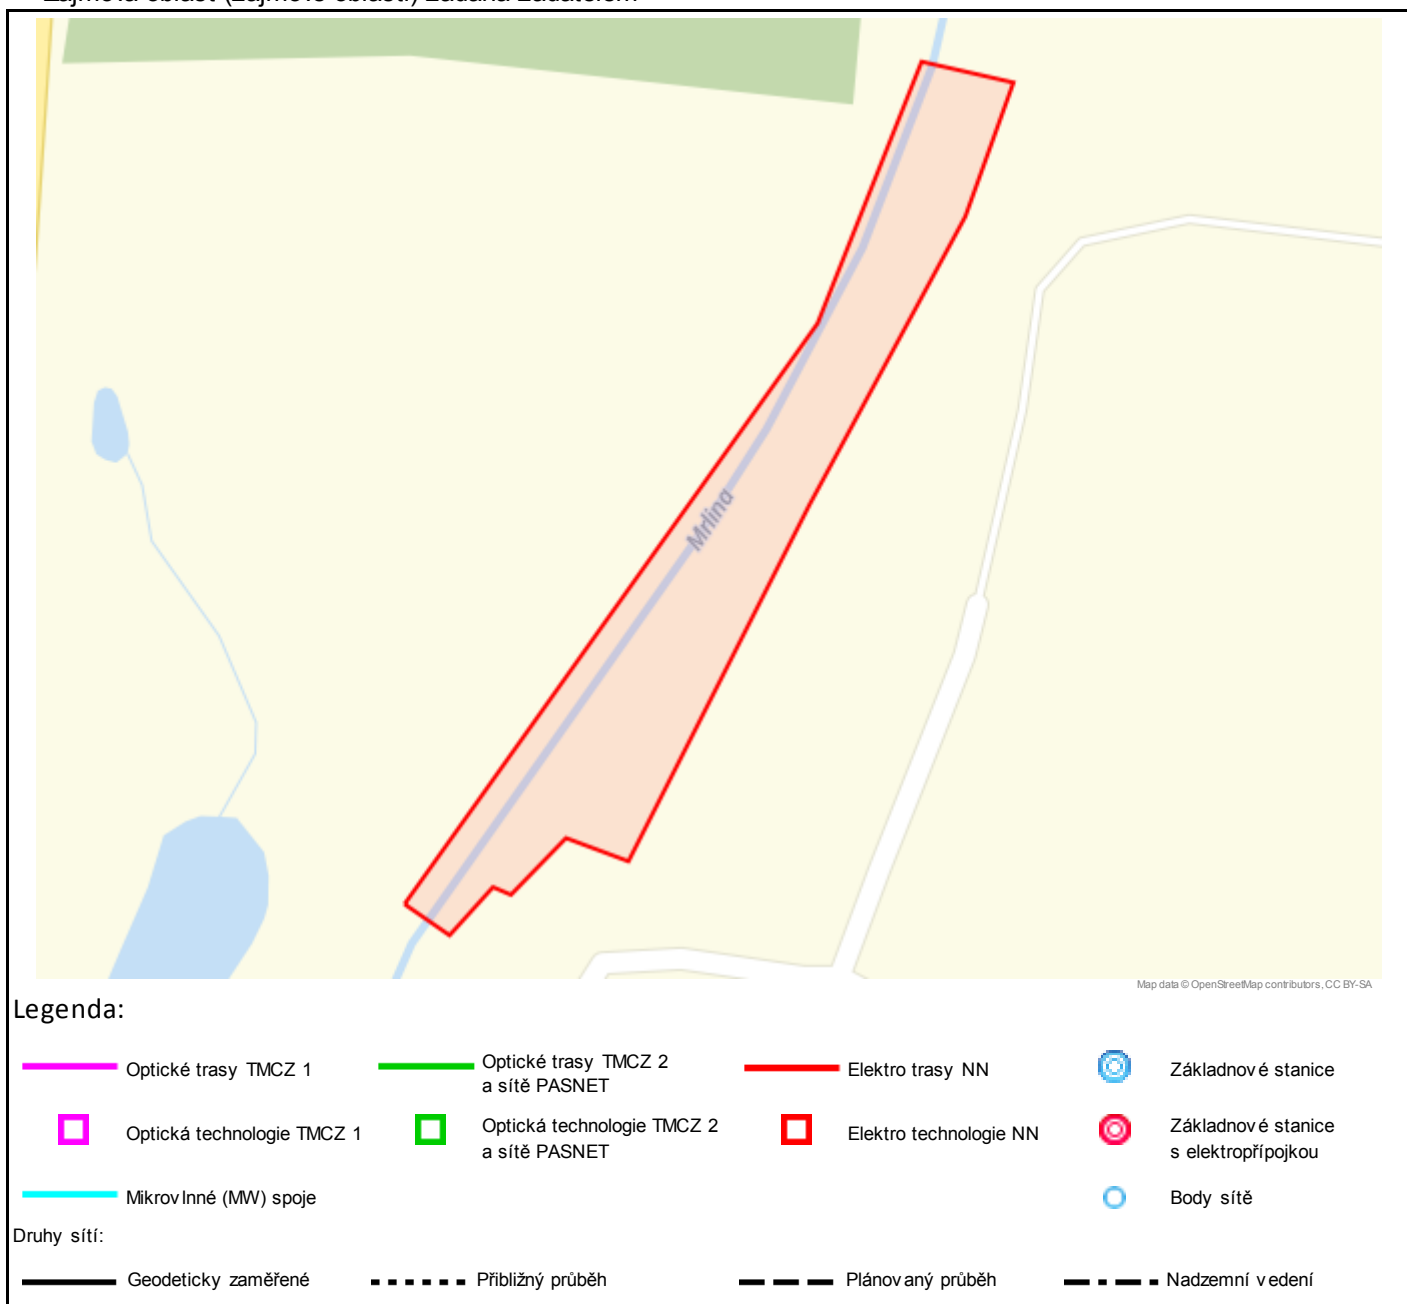 Mrlina
Map data © OpenStreetMap contributors, CC BY-SA
Legenda:
Optické trasy TMCZ 1
Optické trasy TMCZ 2
a sítě PASNET
Elektro trasy NN
Základnové stanice
Optická technologie TMCZ 1
Optická technologie TMCZ 2
a sítě PASNET
Elektro technologie NN
Základnové stanice
s elektropřípojkou
Mikrovlnné (MW) spoje
Body sítě
Druhy sítí:
Geodeticky zaměřené
Přibližný průběh
Plánovaný průběh
Nadzemní vedení